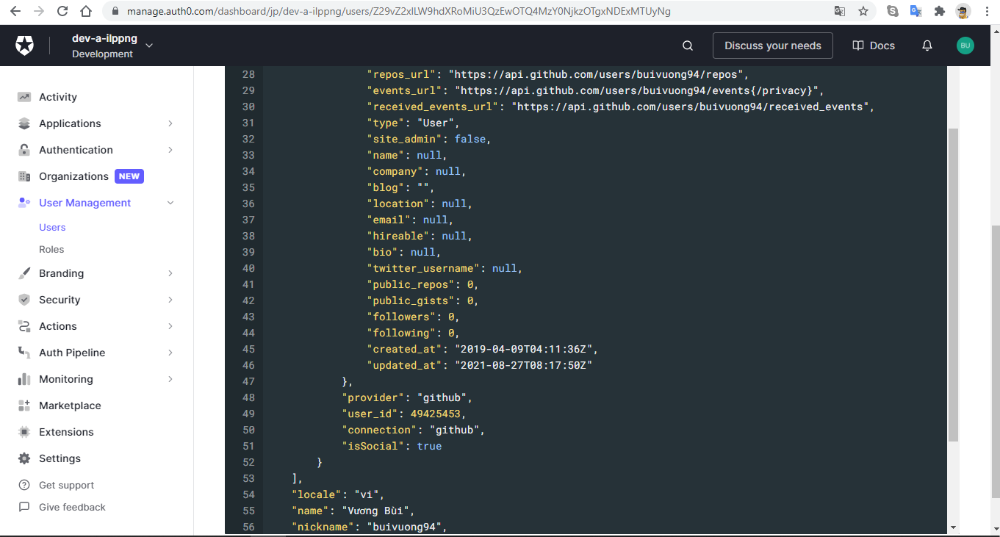 manage.auth0.com/dashboard/jp/dev-a-ilppng/users/Z29vZ2xlLW9hdXRoMiU3QzEwOTQ4MzY0NjkzOTgxNDExMTUyNg
dev-a-ilppng
Development
Discuss your needs
Docs
BU
Activity
Applications
Authentication
Organizations NEW
User Management
Users
Roles
Branding
Security
Actions
Auth Pipeline
Monitoring
Marketplace
Extensions
Settings
Get support
Give feedback
28 "repos_url": "https://api.github.com/users/buivuong94/repos",
29 "events_url": "https://api.github.com/users/buivuong94/events{/privacy}",
30 "received_events_url": "https://api.github.com/users/buivuong94/received_events",
31 "type": "User",
32 "site_admin": false,
33 "name": null,
34 "company": null,
35 "blog": "",
36 "location": null,
37 "email": null,
38 "hireable": null,
39 "bio": null,
40 "twitter_username": null,
41 "public_repos": 0,
42 "public_gists": 0,
43 "followers": 0,
44 "following": 0,
45 "created_at": "2019-04-09T04:11:36Z",
46 "updated_at": "2021-08-27T08:17:50Z"
47 },
48 "provider": "github",
49 "user_id": 49425453,
50 "connection": "github",
51 "isSocial": true
52 }
53 ],
54 "locale": "vi",
55 "name": "Vương Bùi",
56 "nickname": "buivuong94",